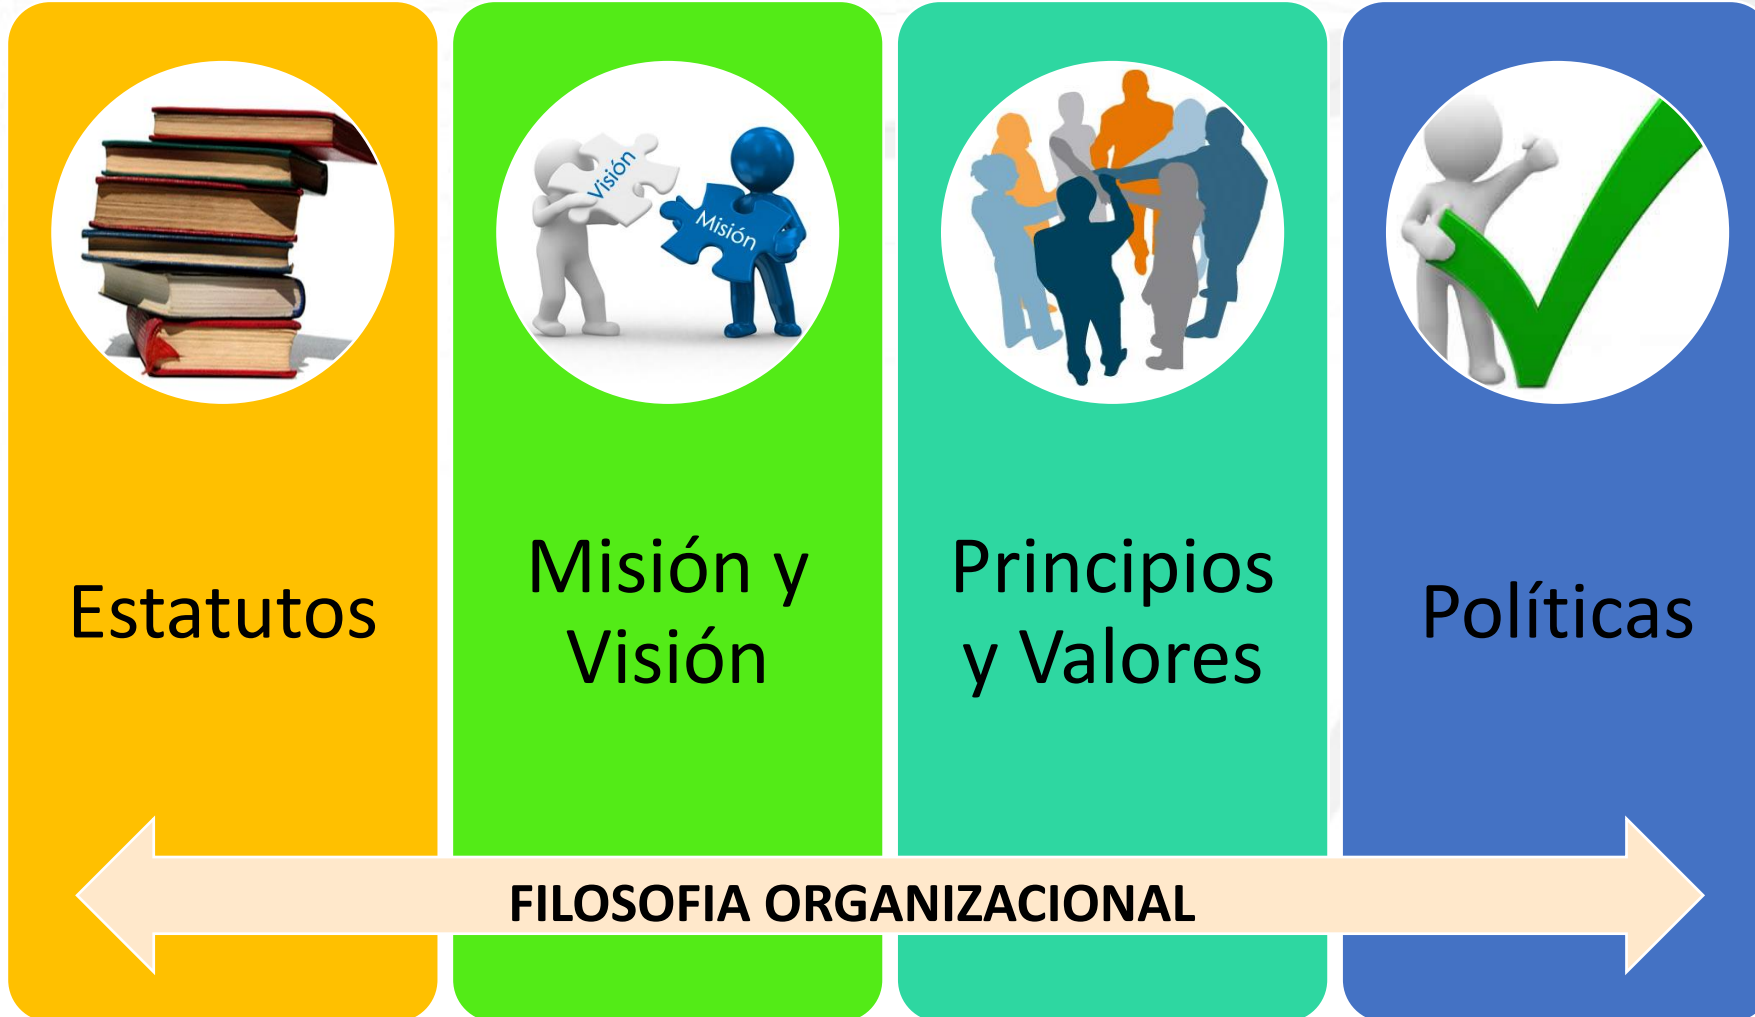 Visión
Misión
Estatutos
Misión y
Visión
Principios
y Valores
Políticas
FILOSOFIA ORGANIZACIONAL